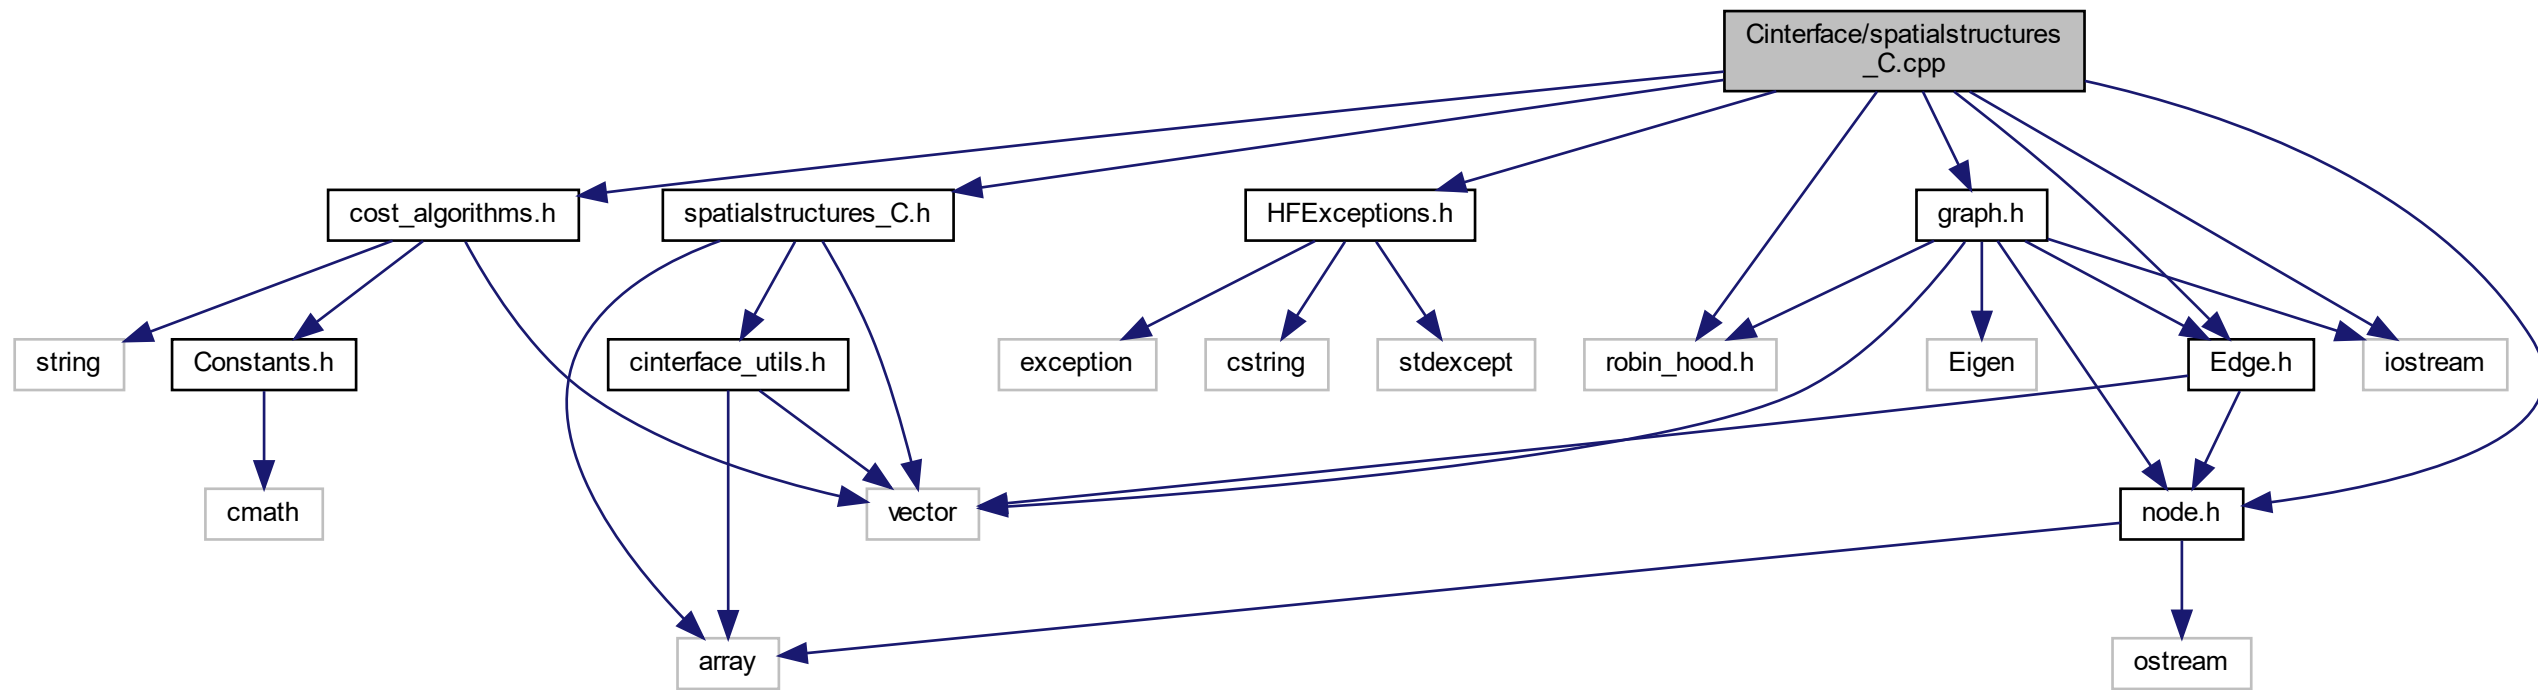 Cinterface/spatialstructures
_C.cpp
cost_algorithms.h
spatialstructures_C.h
HFExceptions.h
graph.h
string
Constants.h
cinterface_utils.h
exception
cstring
stdexcept
robin_hood.h
Eigen
Edge.h
iostream
cmath
vector
node.h
array
ostream